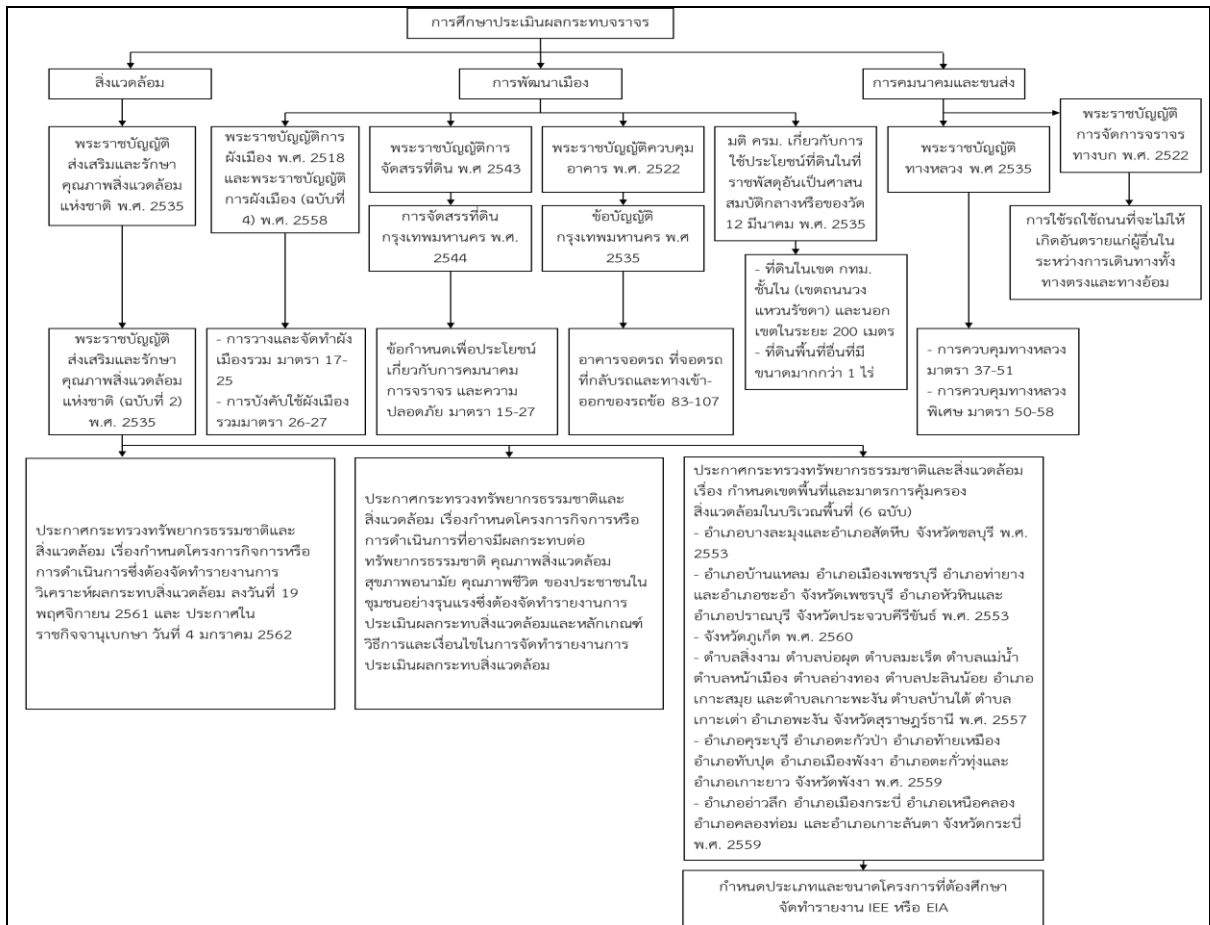 การศึกษาประเมินผลกระทบจราจร
สิ่งแวดล้อม
การพัฒนาเมือง
การคมนาคมและขนส่ง
พระราชบัญญัติ
ส่งเสริมและรักษา
คุณภาพสิ่งแวดล้อม
แห่งชาติ พ.ศ. 2535
พระราชบัญญัติการ
ผังเมือง พ.ศ. 2518
และพระราชบัญญัติ
การผังเมือง (ฉบับที่
4) พ.ศ. 2558
พระราชบัญญัติการ
จัดสรรที่ดิน พ.ศ 2543
พระราชบัญญัติควบคุม
อาคาร พ.ศ. 2522
มติ ครม. เกี่ยวกับการ
ใช้ประโยชน์ที่ดินในที่
ราชพัสดุอันเป็นศาสน
สมบัติกลางหรือของวัด
12 มีนาคม พ.ศ. 2535
พระราชบัญญัติ
ทางหลวง พ.ศ 2535
พระราชบัญญัติ
การจัดการจราจร
ทางบก พ.ศ. 2522
การจัดสรรที่ดิน
กรุงเทพมหานคร พ.ศ.
2544
ข้อบัญญัติ
กรุงเทพมหานคร พ.ศ
2535
การใช้รถใช้ถนนที่จะไม่ให้
เกิดอันตรายแก่ผู้อื่นใน
ระหว่างการเดินทางทั้ง
ทางตรงและทางอ้อม
พระราชบัญญัติ
ส่งเสริมและรักษา
คุณภาพสิ่งแวดล้อม
แห่งชาติ (ฉบับที่ 2)
พ.ศ. 2535
- การวางและจัดทำผัง
เมืองรวม มาตรา 17-
25
- การบังคับใช้ผังเมือง
รวมมาตรา 26-27
ข้อกำหนดเพื่อประโยชน์
เกี่ยวกับการคมนาคม
การจราจร และความ
ปลอดภัย มาตรา 15-27
อาคารจอดรถ ที่จอดรถ
ที่กลับรถและทางเข้า-
ออกของรถข้อ 83-107
- ที่ดินในเขต กทม.
ชั้นใน (เขตถนนวง
แหวนรัชดา) และนอก
เขตในระยะ 200 เมตร
- ที่ดินพื้นที่อื่นที่มี
ขนาดมากกว่า 1 ไร่
- การควบคุมทางหลวง
มาตรา 37-51
- การควบคุมทางหลวง
พิเศษ มาตรา 50-58
ประกาศกระทรวงทรัพยากรธรรมชาติและ
สิ่งแวดล้อม เรื่องกำหนดโครงการกิจการหรือ
การดำเนินการซึ่งต้องจัดทำรายงานการ
วิเคราะห์ผลกระทบสิ่งแวดล้อม ลงวันที่ 19
พฤศจิกายน 2561 และ ประกาศใน
ราชกิจจานุเบกษา วันที่ 4 มกราคม 2562
ประกาศกระทรวงทรัพยากรธรรมชาติและ
สิ่งแวดล้อม เรื่องกำหนดโครงการกิจการหรือ
การดำเนินการที่อาจมีผลกระทบต่อ
ทรัพยากรธรรมชาติ คุณภาพสิ่งแวดล้อม
สุขภาพอนามัย คุณภาพชีวิต ของประชาชนใน
ชุมชนอย่างรุนแรงซึ่งต้องจัดทำรายงานการ
ประเมินผลกระทบสิ่งแวดล้อมและหลักเกณฑ์
วิธีการและเงื่อนไขในการจัดทำรายงานการ
ประเมินผลกระทบสิ่งแวดล้อม
ประกาศกระทรวงทรัพยากรธรรมชาติและสิ่งแวดล้อม
เรื่อง กำหนดเขตพื้นที่และมาตรการคุ้มครอง
สิ่งแวดล้อมในบริเวณพื้นที่ (6 ฉบับ)
- อำเภอบางละมุงและอำเภอสัตหีบ จังหวัดชลบุรี พ.ศ.
2553
- อำเภอบ้านแหลม อำเภอเมืองเพชรบุรี อำเภอท่ายาง
และอำเภอชะอำ จังหวัดเพชรบุรี อำเภอหัวหินและ
อำเภอปราณบุรี จังหวัดประจวบคีรีขันธ์ พ.ศ. 2553
- จังหวัดภูเก็ต พ.ศ. 2560
- ตำบลสิ่งงาม ตำบลบ่อผุด ตำบลมะเร็ต ตำบลแม่น้ำ
ตำบลหน้าเมือง ตำบลอ่างทอง ตำบลปะลินน้อย อำเภอ
เกาะสมุย และตำบลเกาะพะงัน ตำบลบ้านใต้ ตำบล
เกาะเต่า อำเภอพะงัน จังหวัดสุราษฎร์ธานี พ.ศ. 2557
- อำเภอคุระบุรี อำเภอตะกัวป่า อำเภอท้ายเหมือง
อำเภอทับปุด อำเภอเมืองพังงา อำเภอตะกั่วทุ่งและ
อำเภอเกาะยาว จังหวัดพังงา พ.ศ. 2559
- อำเภออ่าวลึก อำเภอเมืองกระบี่ อำเภอเหนือคลอง
อำเภอคลองท่อม และอำเภอเกาะลันตา จังหวัดกระบี่
พ.ศ. 2559
กำหนดประเภทและขนาดโครงการที่ต้องศึกษา
จัดทำรายงาน IEE หรือ EIA